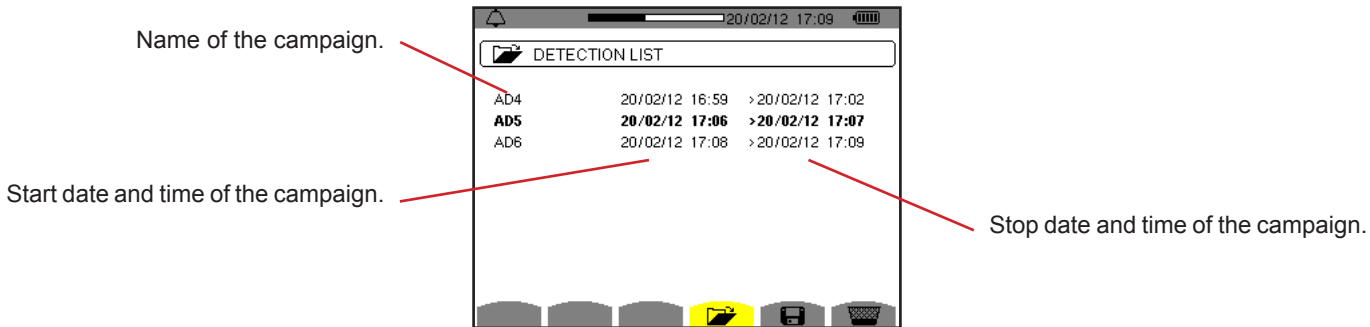 20/02/12 17:09
Name of the campaign.
DETECTION LIST
AD4 20/02/12 16:59 >20/02/12 17:02
AD5 20/02/12 17:06 >20/02/12 17:07
AD6 20/02/12 17:08 >20/02/12 17:09
Start date and time of the campaign.
Stop date and time of the campaign.